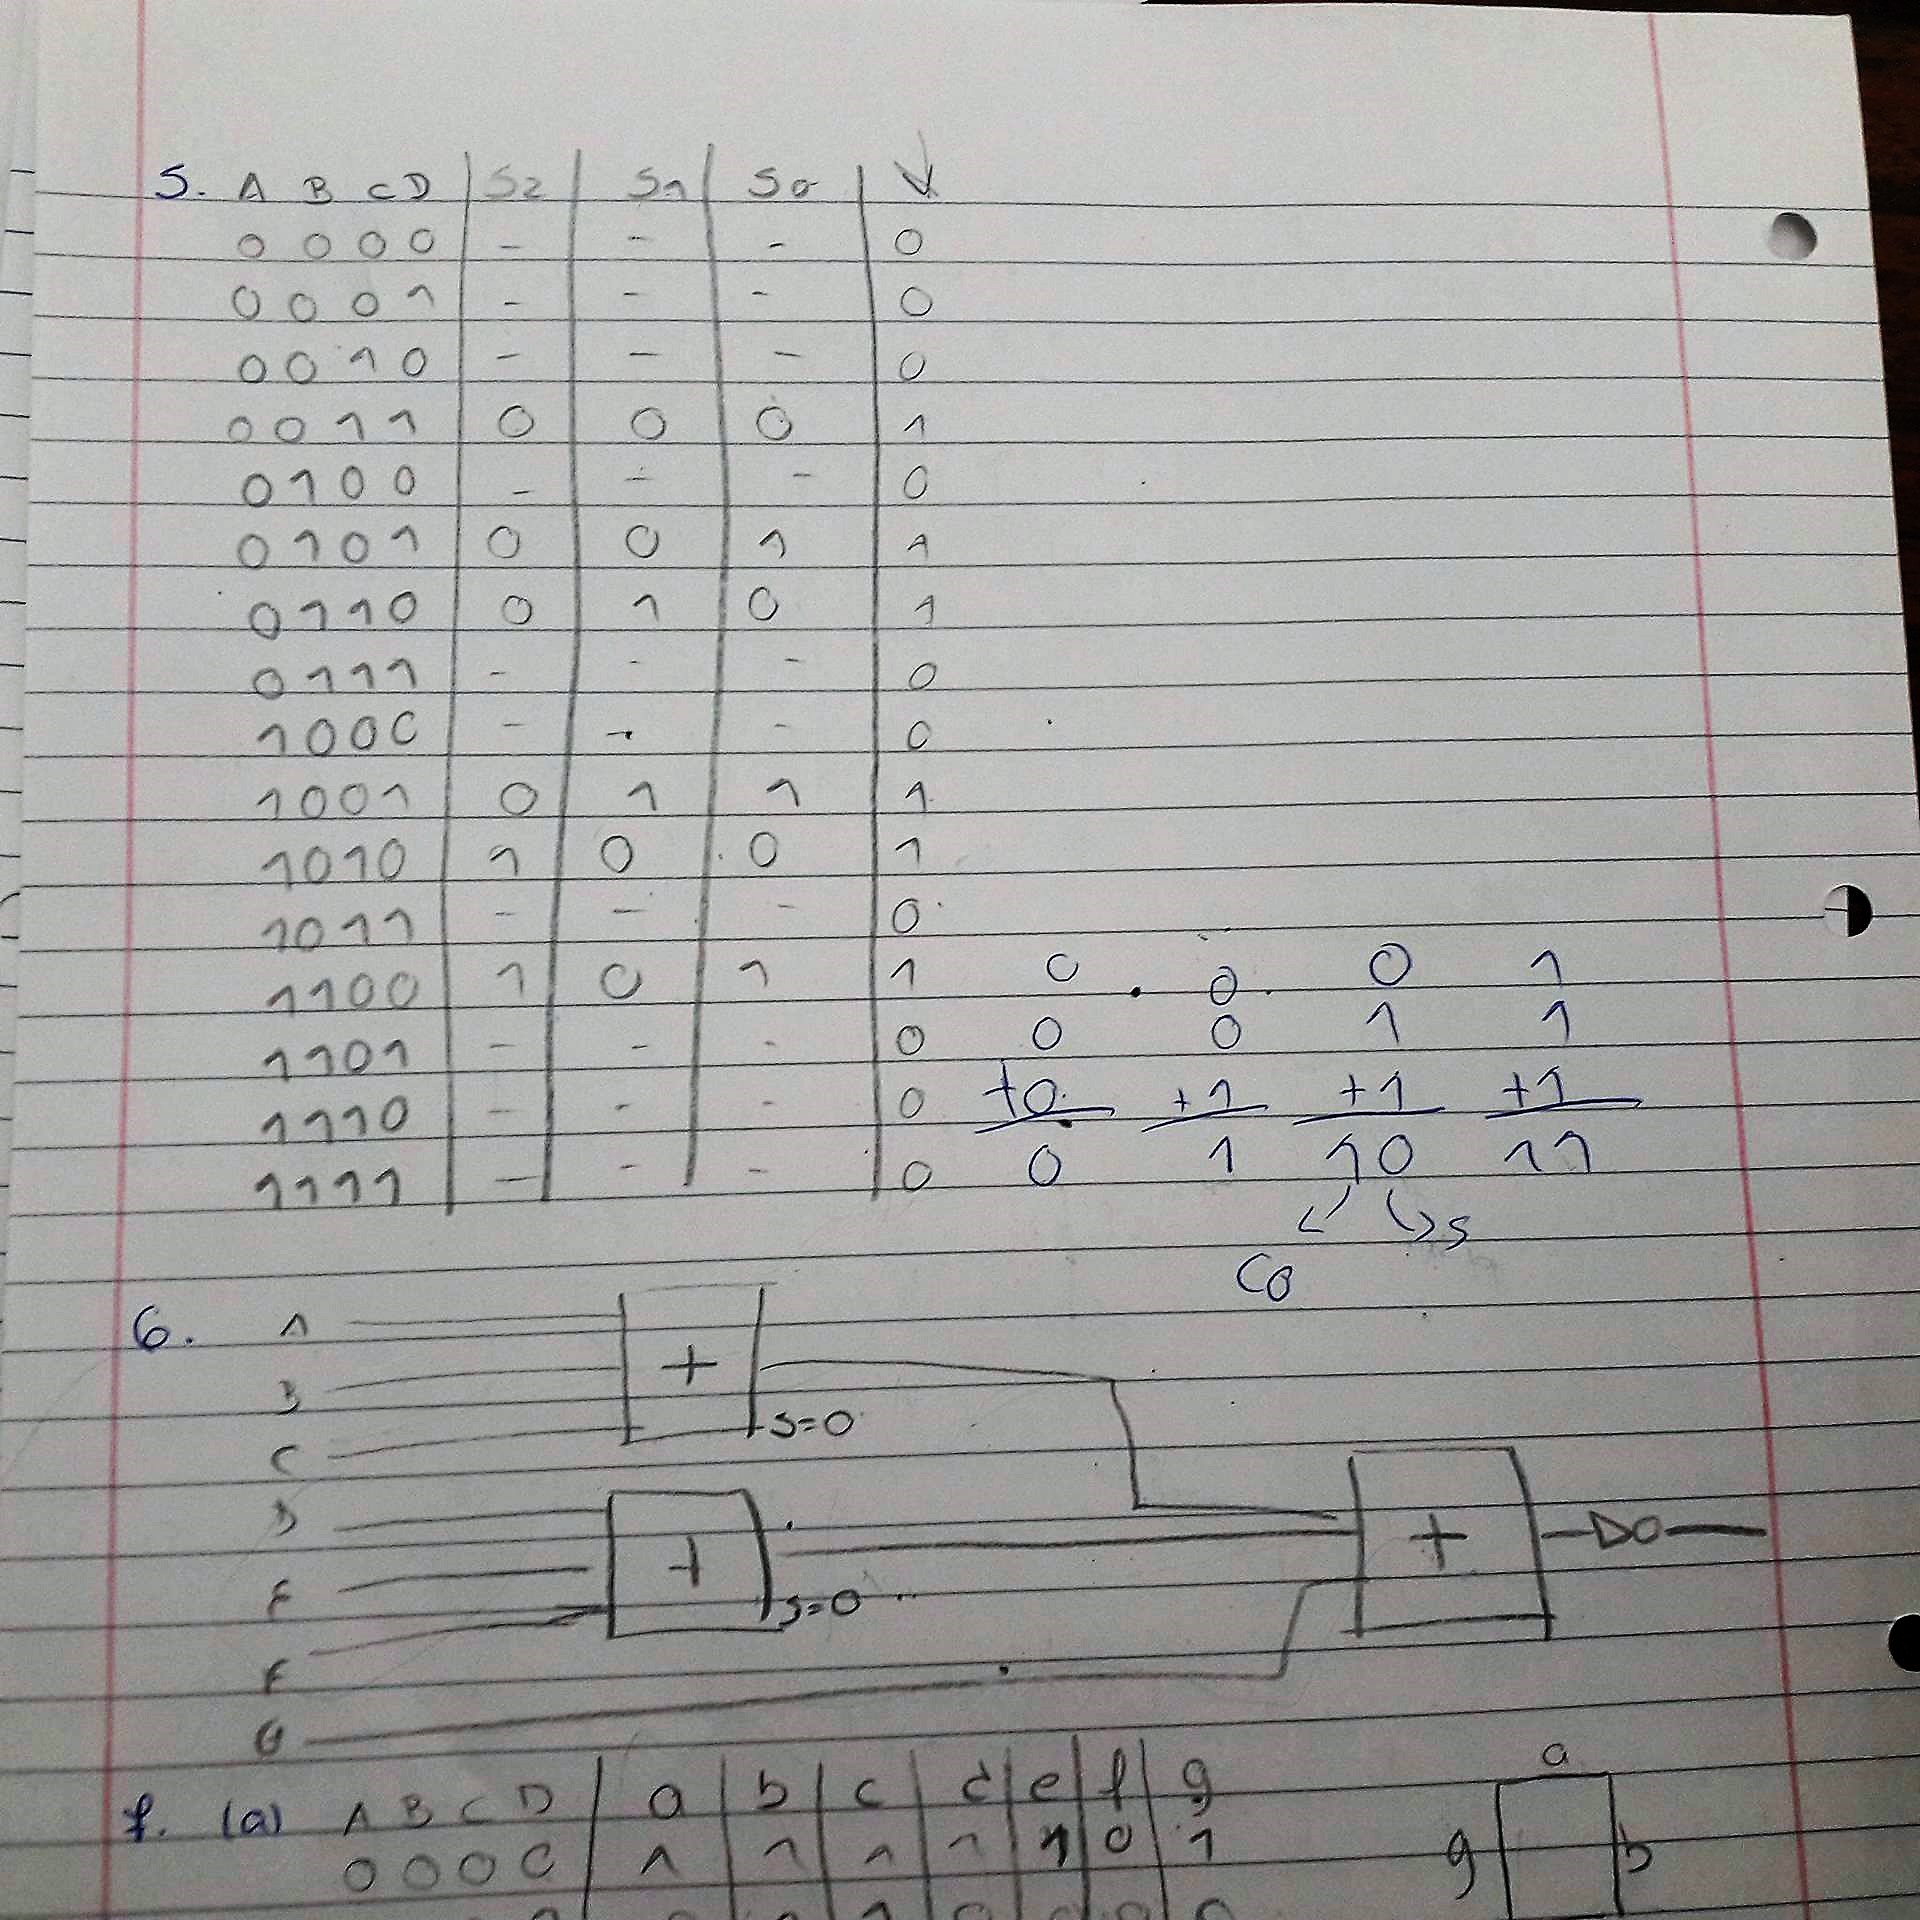 5. A B C D | S2 | S1 | S0 | V
0 0 0 0 | - | - | - | 0
0 0 0 1 | - | - | - | 0
0 0 1 0 | - | - | - | 0
0 0 1 1 | 0 | 0 | 0 | 1
0 1 0 0 | - | - | - | 0
0 1 0 1 | 0 | 0 | 1 | 1
0 1 1 0 | 0 | 1 | 0 | 1
0 1 1 1 | - | - | - | 0
1 0 0 0 | - | - | - | 0
1 0 0 1 | 0 | 1 | 1 | 1
1 0 1 0 | 1 | 0 | 0 | 1
1 0 1 1 | - | - | - | 0
1 1 0 0 | 1 | 0 | 1 | 1
1 1 0 1 | - | - | - | 0
1 1 1 0 | - | - | - | 0
1 1 1 1 | - | - | - | 0
0 0 0 1
0 0 1 1
+0 +1 +1 +1
0 1 10 11
S
Co
6. A
+
B
S=0
C
D
+ +
E
S=0
F
G
7. (a) A B C D | a | b | c | d | e | f | g
0 0 0 0 | 1 | 1 | 1 | 1 | 1 | 0 | 1
a
g b